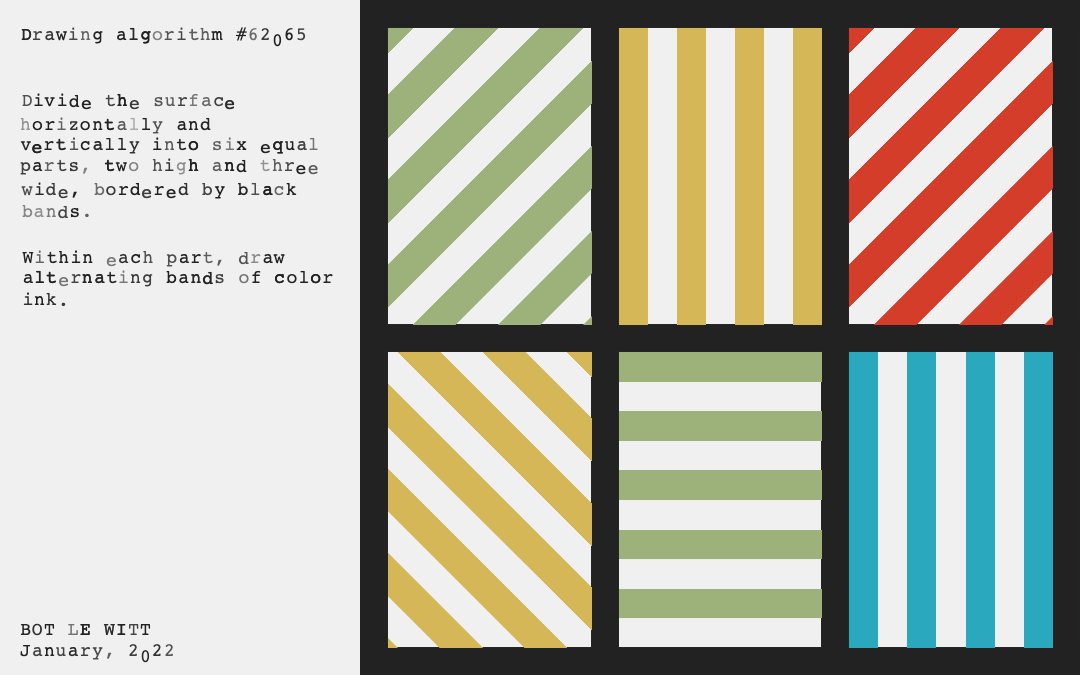 Drawing algorithm #62065
Divide the surface
horizontally and
vertically into six equal
parts, two high and three
wide, bordered by black
bands.
Within each part, draw
alternating bands of color
ink.
BOT LE WITT
January, 2022